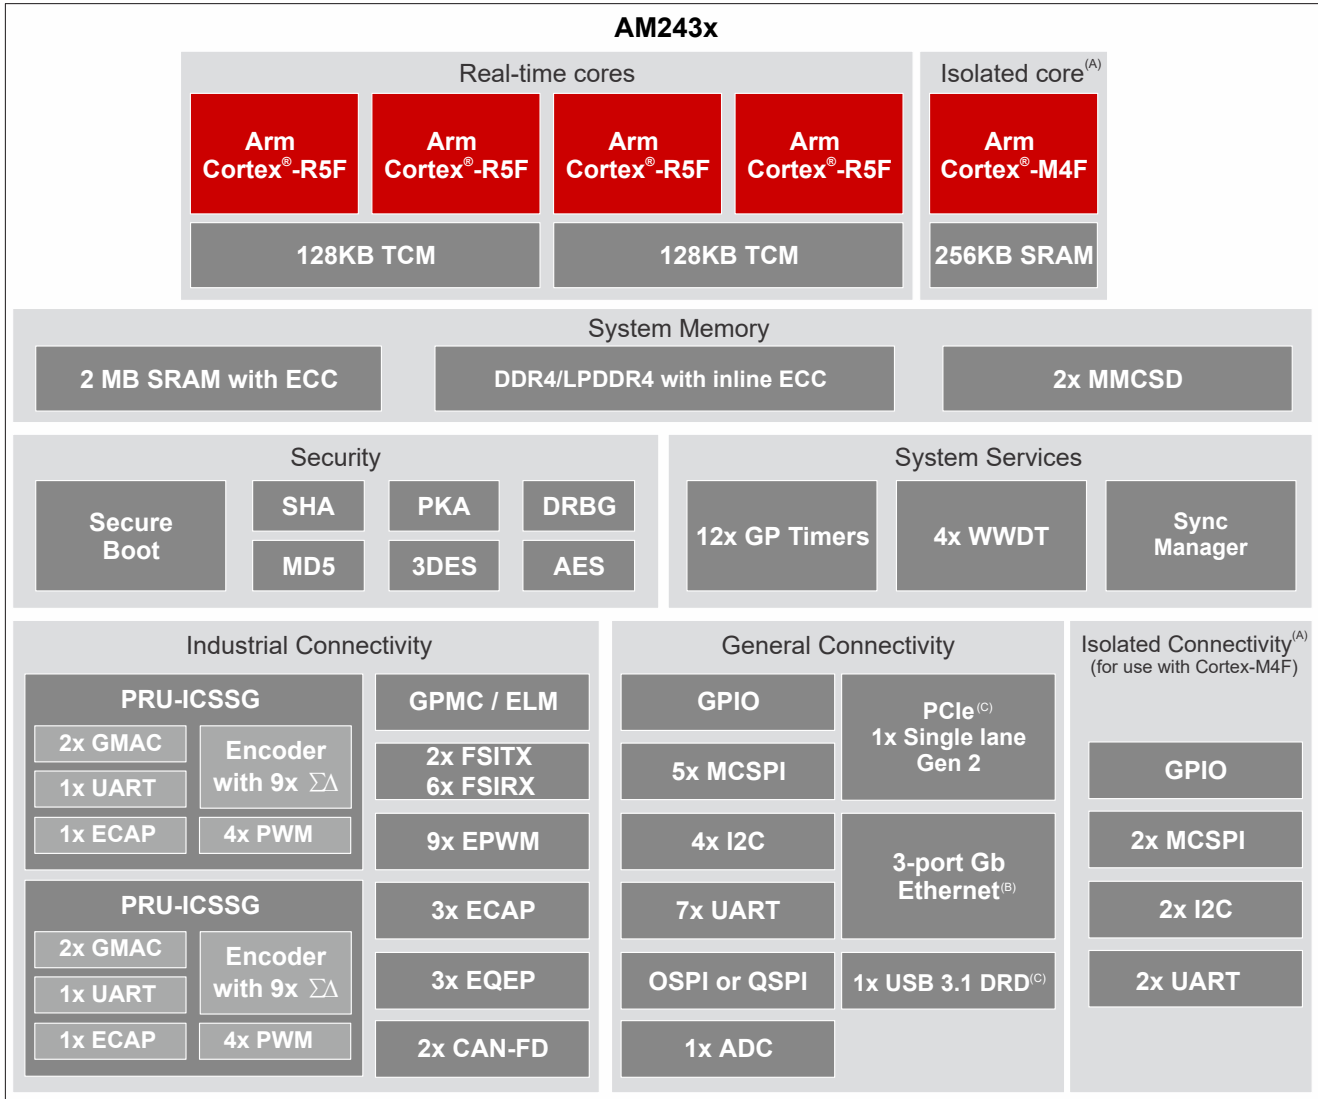 AM243x
Real-time cores
Isolated core(A)
Arm
Cortex®-R5F
Arm
Cortex®-R5F
Arm
Cortex®-R5F
Arm
Cortex®-R5F
Arm
Cortex®-M4F
128KB TCM
128KB TCM
256KB SRAM
System Memory
2 MB SRAM with ECC
DDR4/LPDDR4 with inline ECC
2x MMCSD
Security
Secure
Boot
SHA
PKA
DRBG
MD5
3DES
AES
System Services
12x GP Timers
4x WWDT
Sync
Manager
Industrial Connectivity
PRU-ICSSG
2x GMAC
1x UART
1x ECAP
Encoder
with 9x ΣΔ
4x PWM
PRU-ICSSG
2x GMAC
1x UART
1x ECAP
Encoder
with 9x ΣΔ
4x PWM
GPMC / ELM
2x FSITX
6x FSIRX
9x EPWM
3x ECAP
3x EQEP
2x CAN-FD
General Connectivity
GPIO
5x MCSPI
4x I2C
7x UART
OSPI or QSPI
1x ADC
PCIe(C)
1x Single lane
Gen 2
3-port Gb
Ethernet(B)
1x USB 3.1 DRD(C)
Isolated Connectivity(A)
(for use with Cortex-M4F)
GPIO
2x MCSPI
2x I2C
2x UART